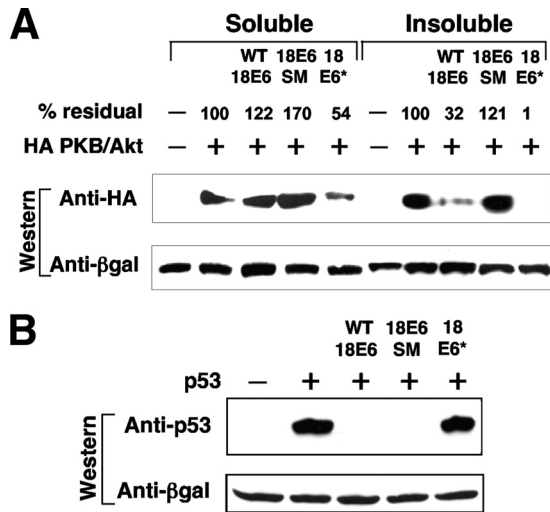 A
Soluble Insoluble
WT 18E6 18 WT 18E6 18
18E6 SM E6* 18E6 SM E6*
% residual — 100 122 170 54 — 100 32 121 1
HA PKB/Akt — + + + + — + + + +
Western
Anti-HA
Anti-βgal
B
WT 18E6 18
18E6 SM E6*
p53 — + + + +
Western
Anti-p53
Anti-βgal